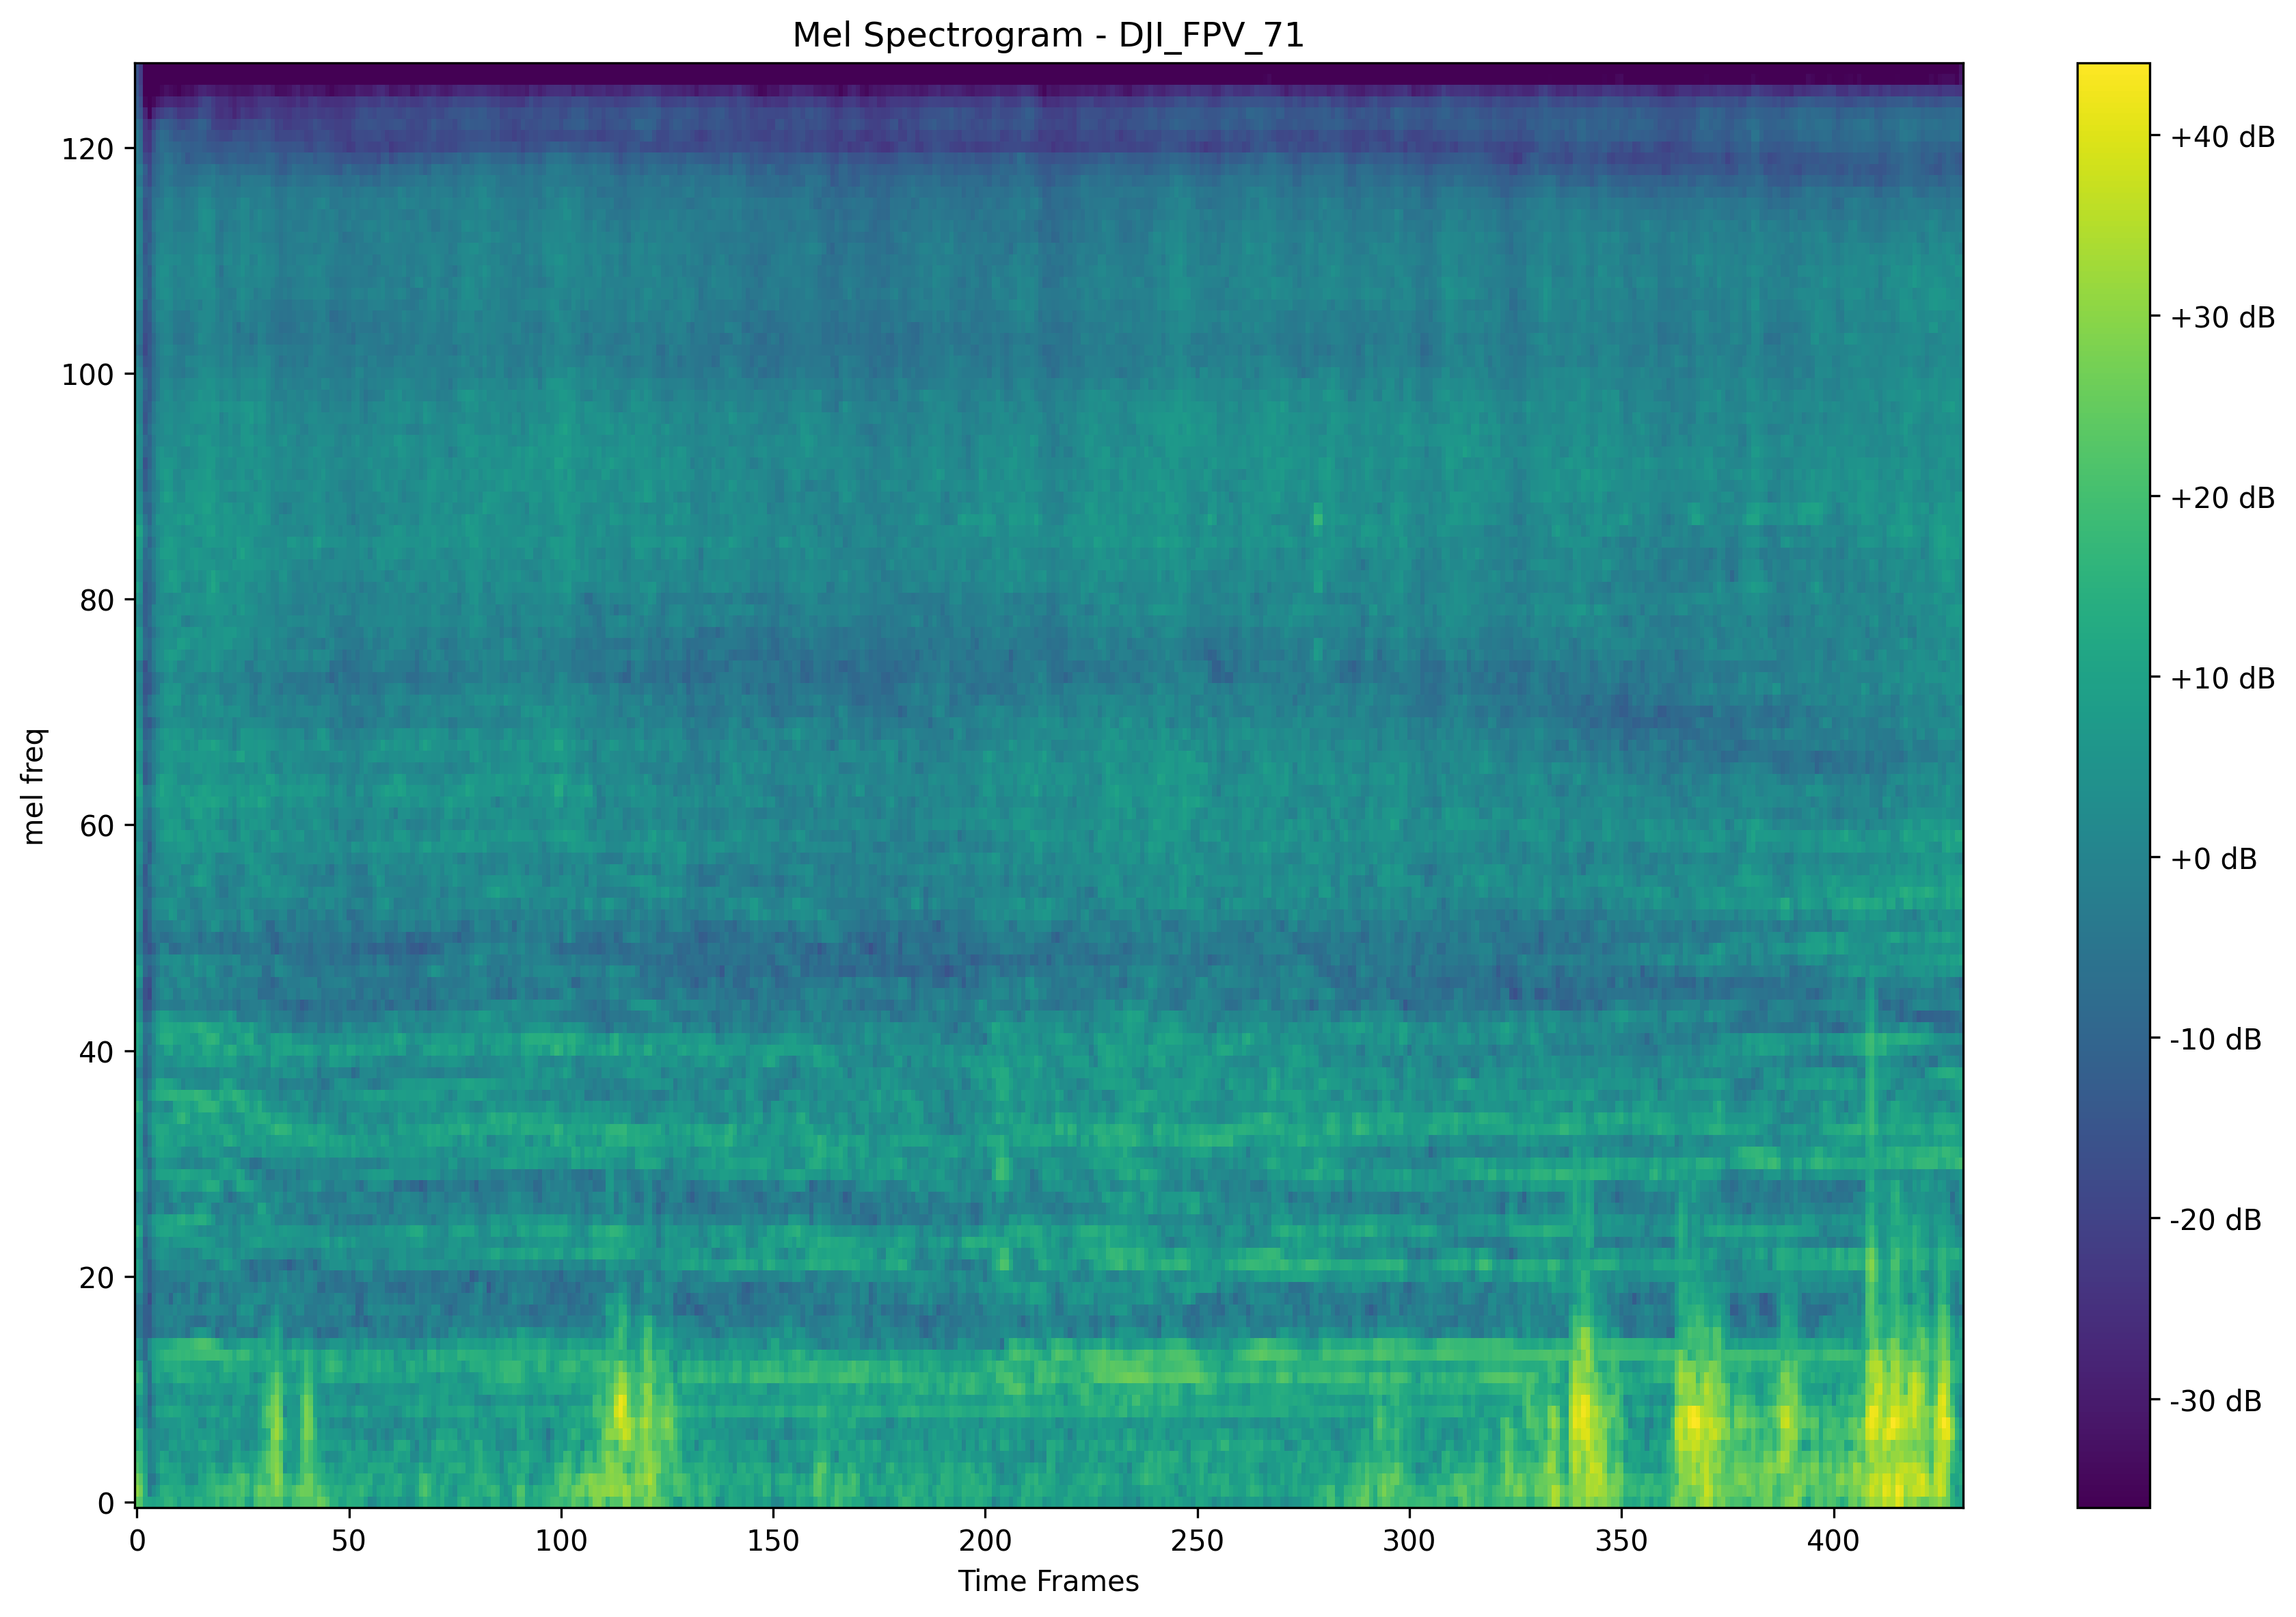 Mel Spectrogram - DJI_FPV_71
+40 dB
+30 dB
+20 dB
+10 dB
+0 dB
-10 dB
-20 dB
-30 dB
mel freq
120
100
80
60
40
20
0
0 50 100 150 200 250 300 350 400
Time Frames